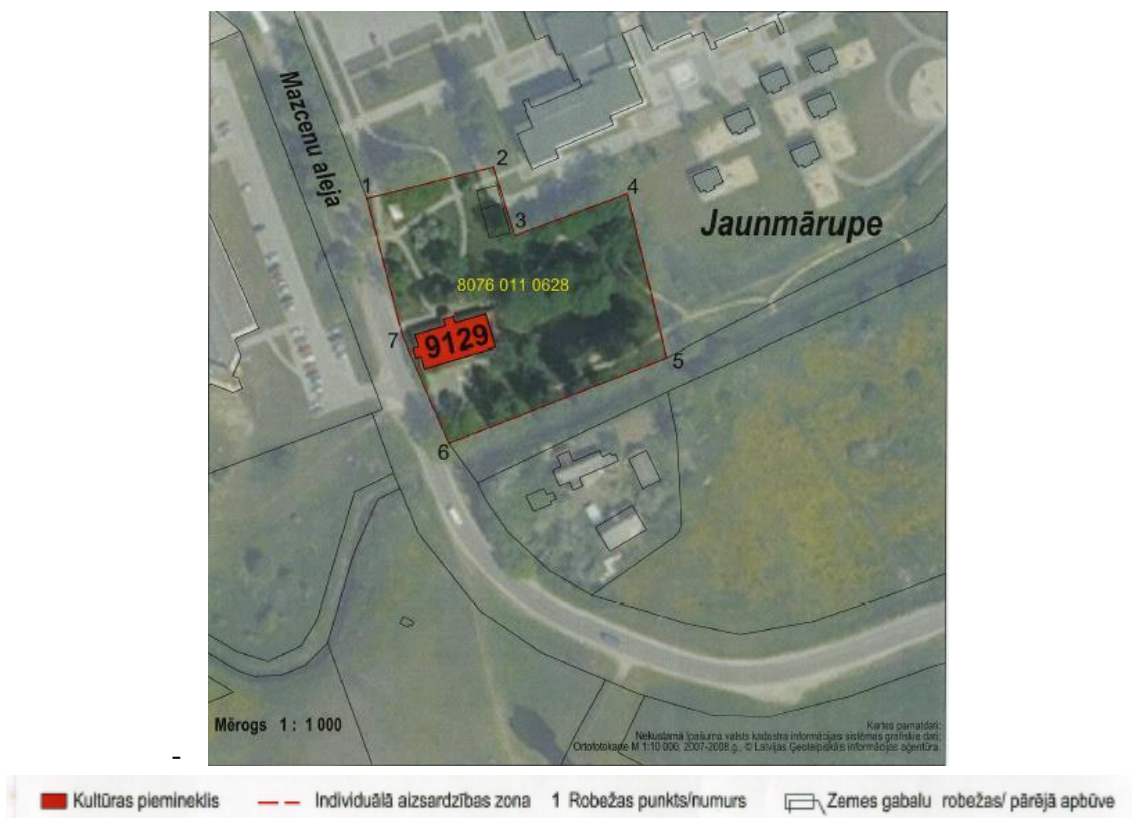 Mazcenu aleja
1
2
3
4
Jaunmārupe
8076 011 0628
7
9129
5
6
Mērogs 1: 1 000
Kartes pamatdati:
Nekustamā īpašuma valsts kadastra informācijas sistēmas grafiskie dati;
Ortofotokarte M 1:10 000, 2007-2008.g., © Latvijas Ģeotelpiskās informācijas aģentūra.
-
Kultūras piemineklis
Individuālā aizsardzības zona
1 Robežas punkts/numurs
Zemes gabalu robežas/ pārējā apbūve